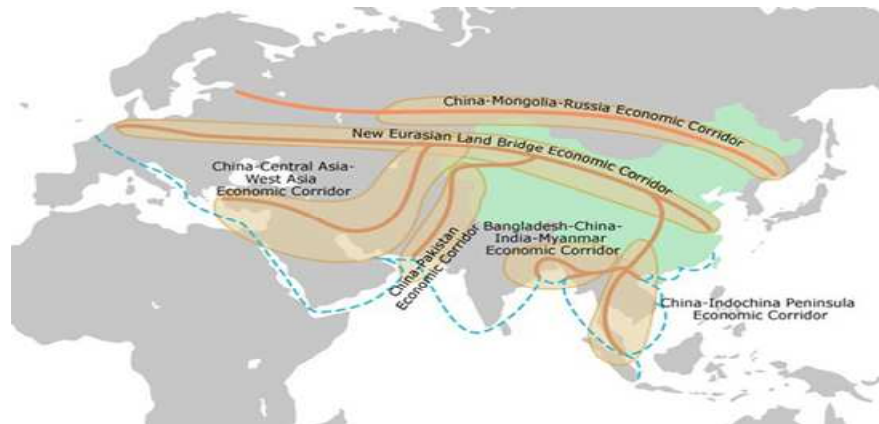 China-Mongolia-Russia Economic Corridor
New Eurasian Land Bridge Economic Corridor
China-Central Asia-
West Asia
Economic Corridor
China-Pakistan
Economic Corridor
Bangladesh-China-
India-Myanmar
Economic Corridor
China-Indochina Peninsula
Economic Corridor